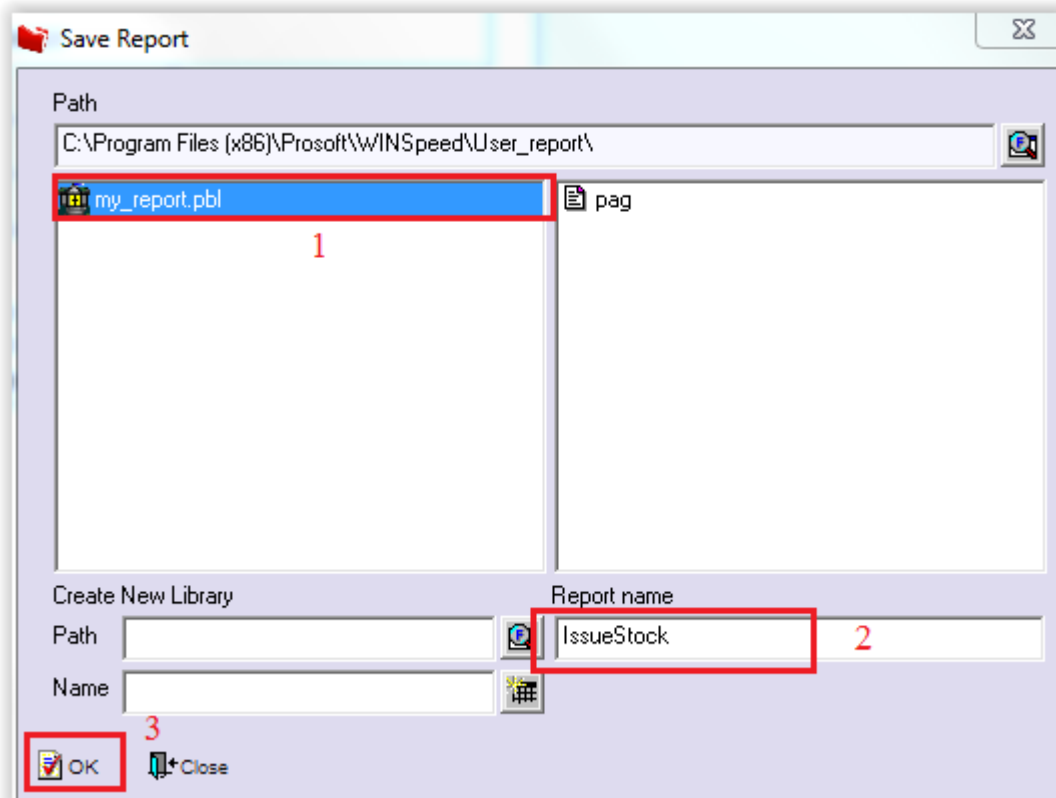 Save Report
Path
C:\Program Files (x86)\Prosoft\WINSpeed\User_report\
my_report.pbl
pag
1
Create New Library
Report name
Path
IssueStock
2
Name
3
OK
Close